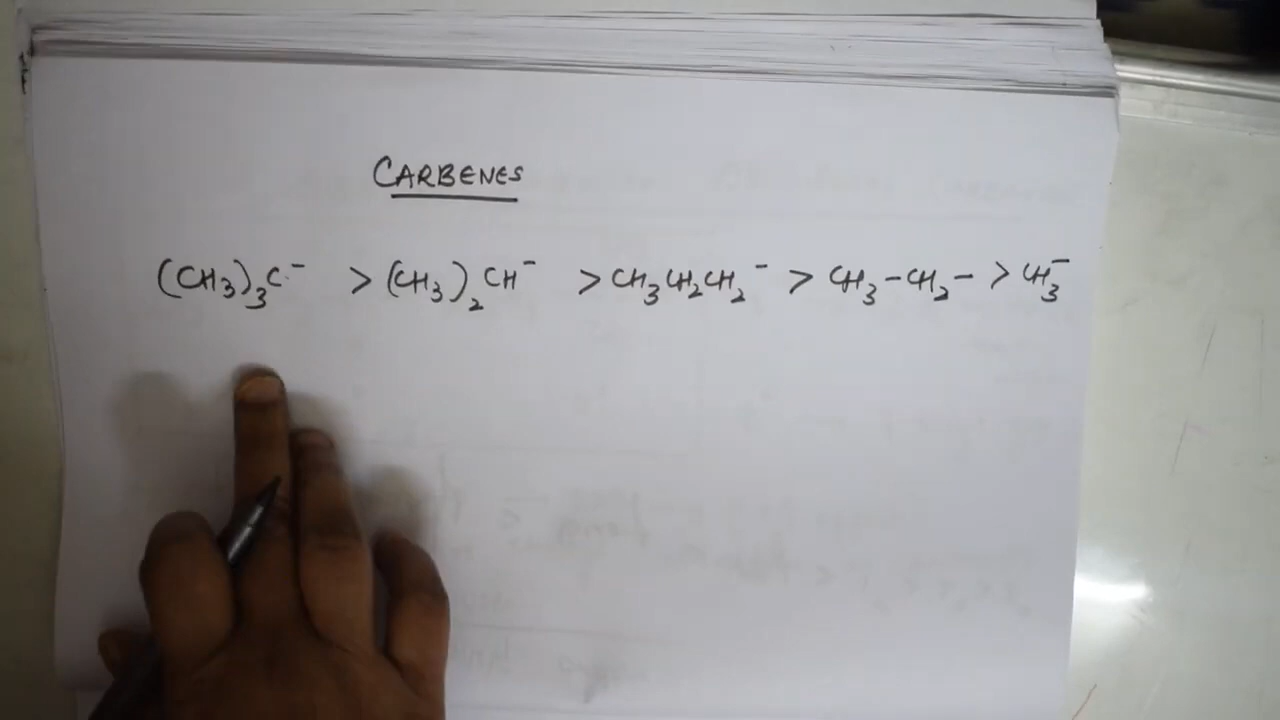 CARBENES
(CH₃)₃C⁻ > (CH₃)₂CH⁻ > CH₃CH₂CH₂⁻ > CH₃-CH₂- > CH₃⁻